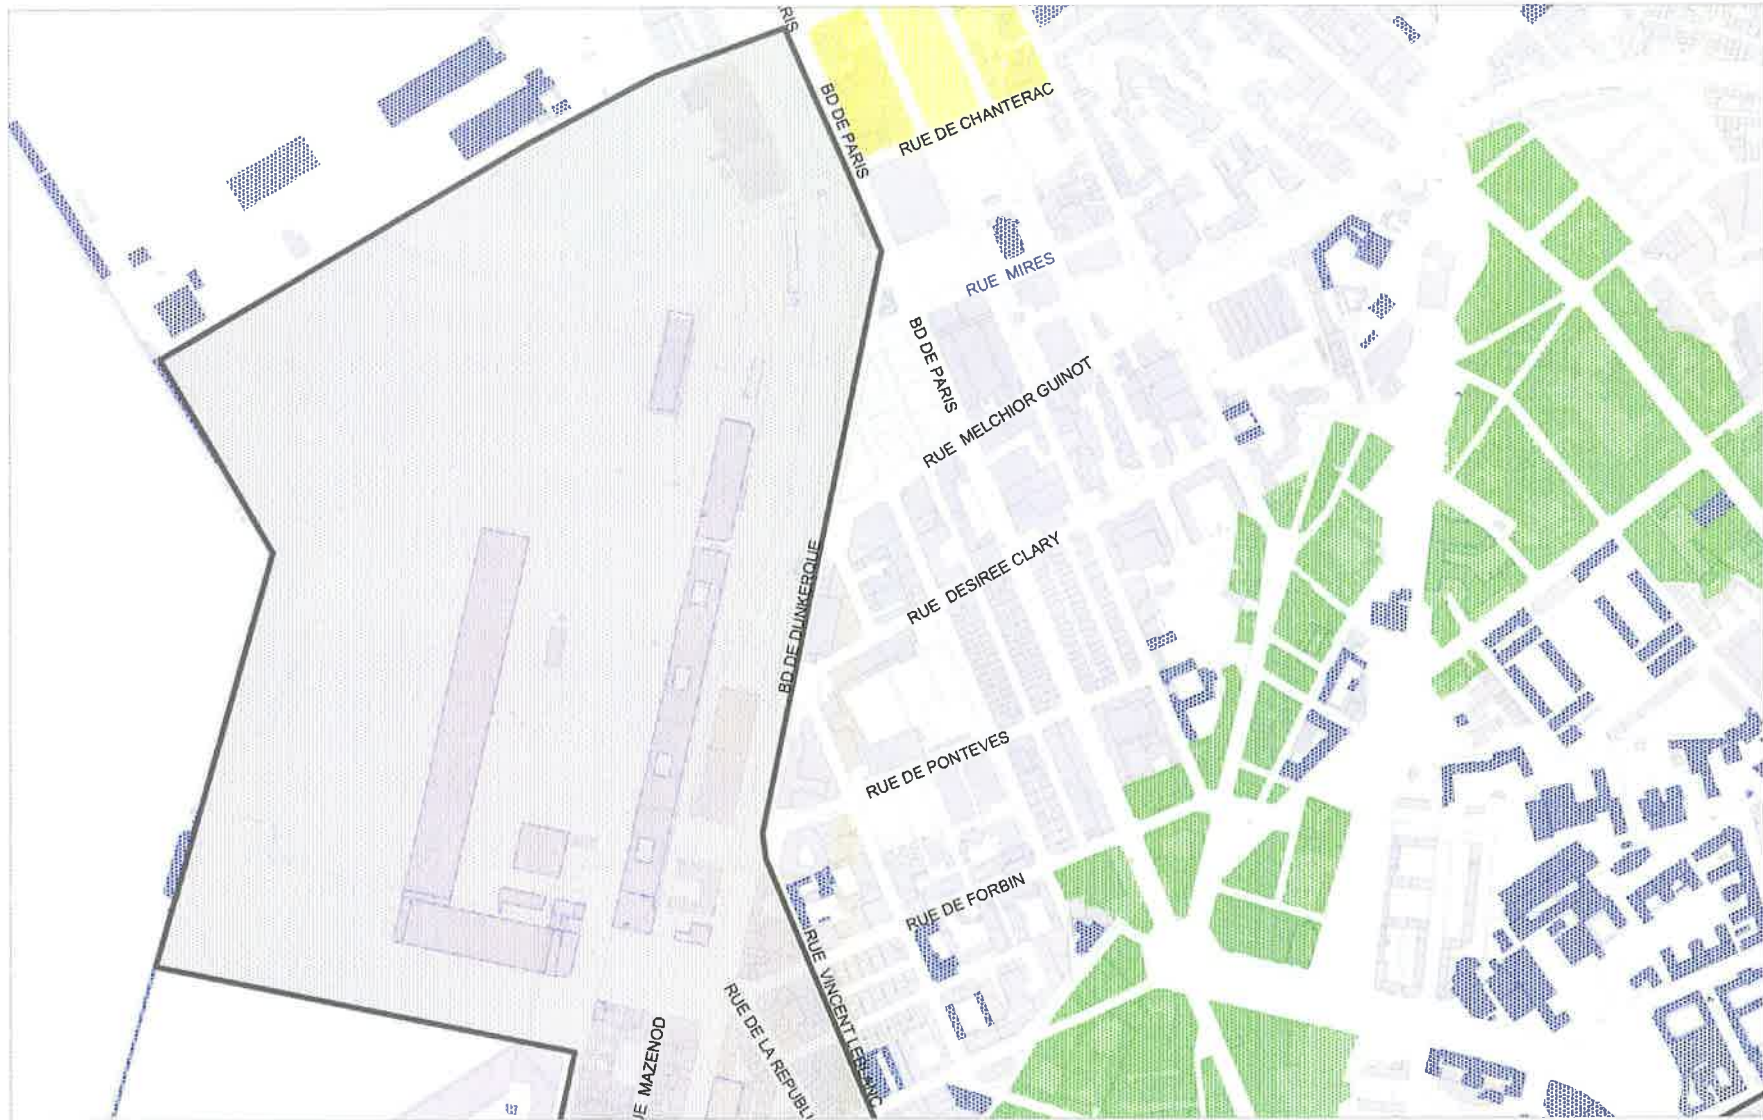 RIS
BD DE PARIS
RUE DE CHANTERAC
RUE MIRES
BD DE PARIS
RUE MELCHIOR GUINOT
BD DE DUNKERQUE
RUE DESIREE CLARY
RUE DE PONTEVES
RUE DE FORBIN
RUE VINCENT LEBLANC
RUE DE LA REPUBLI
UE MAZENOD